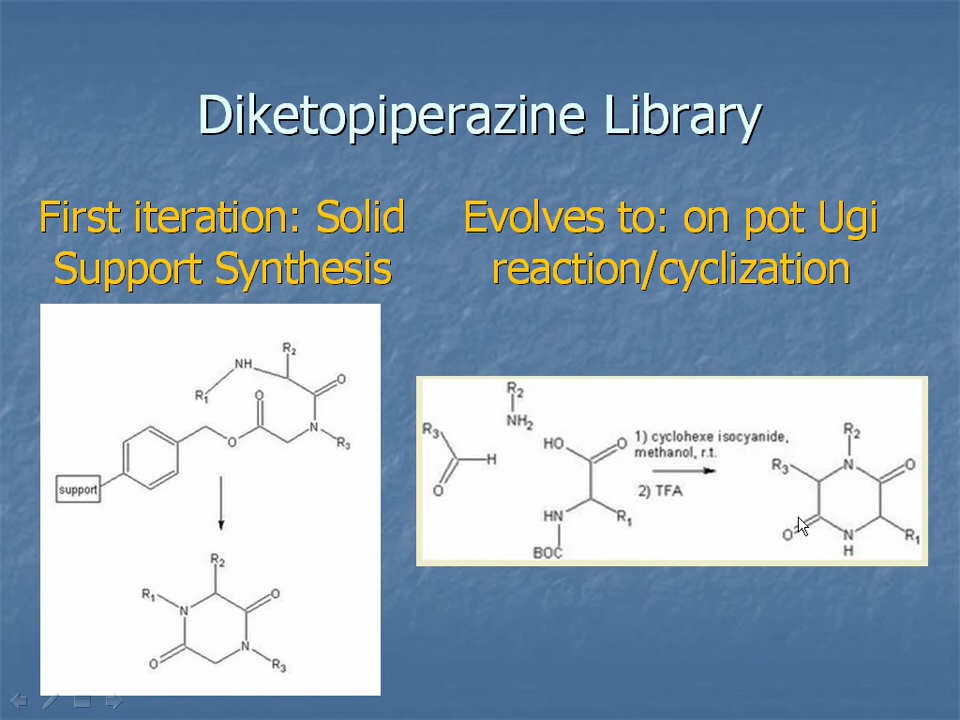 Diketopiperazine Library
First iteration: Solid
Support Synthesis
Evolves to: on pot Ugi
reaction/cyclization
R2
NH
R1
O
O
O
N
R3
support
R2
R1
N
O
O
N
R3
R2
NH2
R3
H
O
HO
O
HN
R1
BOC
1) cyclohexe isocyanide,
methanol, r.t.
2) TFA
R2
R3
N
O
O
N
H
R1